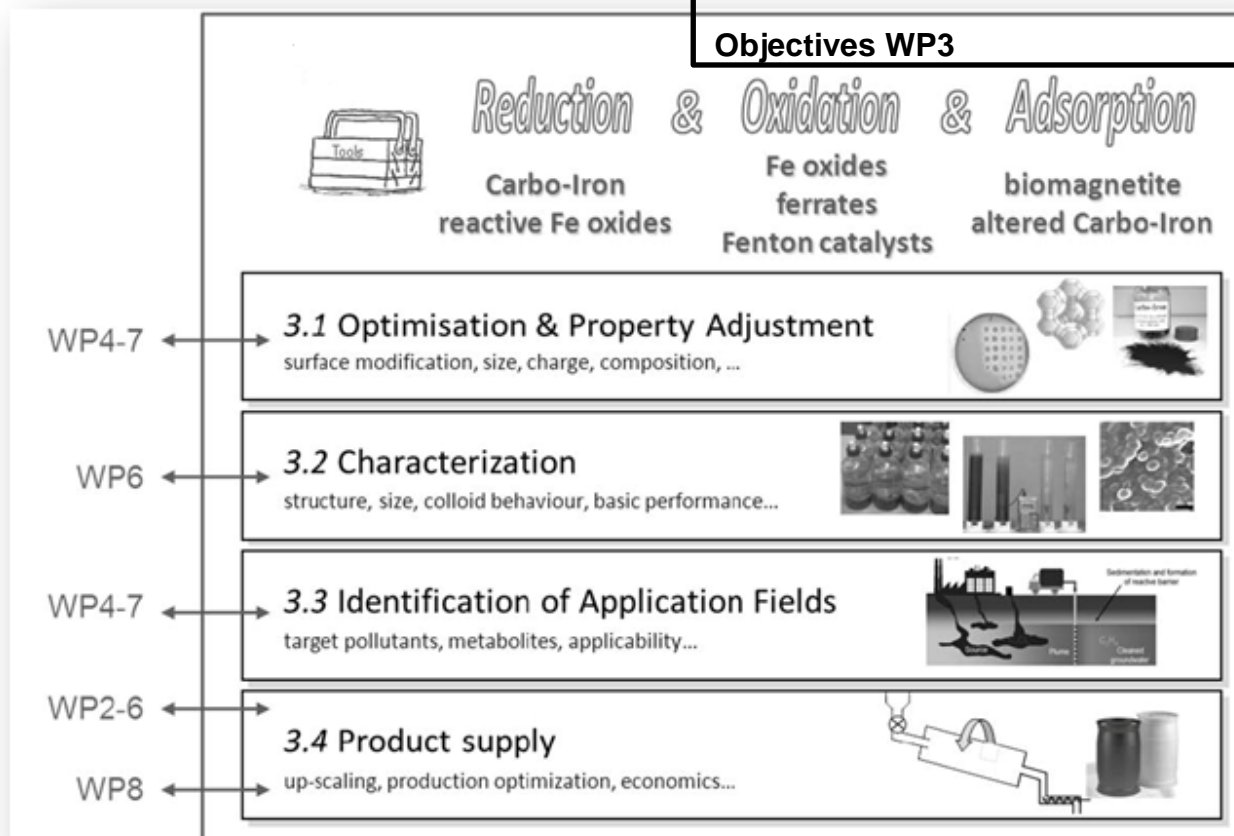 Objectives WP3
Reduction & Oxidation & Adsorption
Tools
Carbo-Iron
reactive Fe oxides
Fe oxides
ferrates
Fenton catalysts
biomagnetite
altered Carbo-Iron
WP4-7
3.1 Optimisation & Property Adjustment
surface modification, size, charge, composition, ...
WP6
3.2 Characterization
structure, size, colloid behaviour, basic performance...
WP4-7
3.3 Identification of Application Fields
target pollutants, metabolites, applicability...
Sedimentation and formation
of reactive barrier
Source
Plume
Cleaned
groundwater
WP2-6
3.4 Product supply
up-scaling, production optimization, economics...
WP8